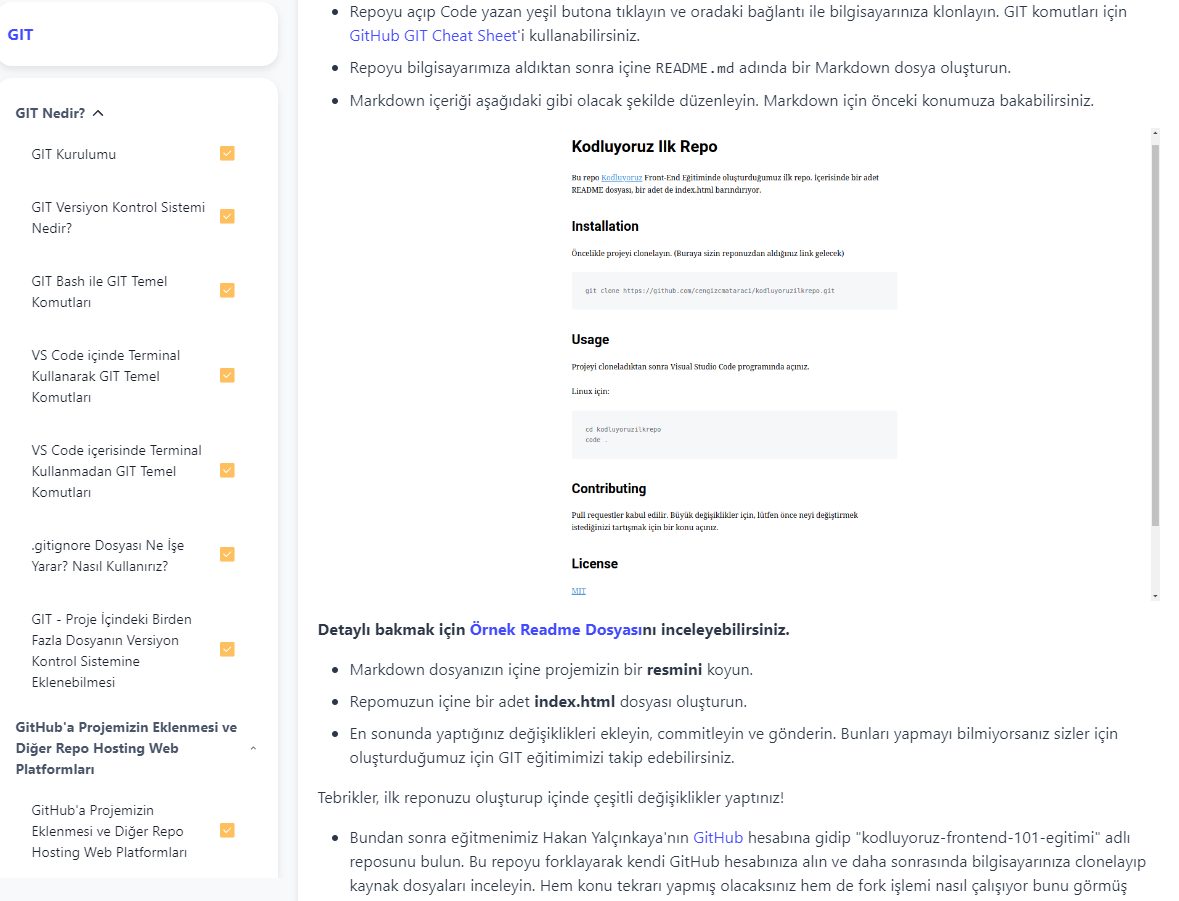 GIT
GIT Nedir?
GIT Kurulumu
GIT Versiyon Kontrol Sistemi
Nedir?
GIT Bash ile GIT Temel
Komutları
VS Code içinde Terminal
Kullanarak GIT Temel
Komutları
VS Code içerisinde Terminal
Kullanmadan GIT Temel
Komutları
.gitignore Dosyası Ne İşe
Yarar? Nasıl Kullanırız?
GIT - Proje İçindeki Birden
Fazla Dosyanın Versiyon
Kontrol Sistemine
Eklenebilmesi
GitHub'a Projemizin Eklenmesi ve
Diğer Repo Hosting Web
Platformları
GitHub'a Projemizin
Eklenmesi ve Diğer Repo
Hosting Web Platformları
• Repoyu açıp Code yazan yeşil butona tıklayın ve oradaki bağlantı ile bilgisayarınıza klonlayın. GIT komutları için
GitHub GIT Cheat Sheet'i kullanabilirsiniz.
• Repoyu bilgisayarımıza aldıktan sonra içine README.md adında bir Markdown dosya oluşturun.
• Markdown içeriği aşağıdaki gibi olacak şekilde düzenleyin. Markdown için önceki konumuza bakabilirsiniz.
Kodluyoruz Ilk Repo
Bu repo Kodluyoruz Front-End Eğitiminde oluşturduğumuz ilk repo. İçerisinde bir adet
README dosyası, bir adet de index.html barındırıyor.
Installation
Öncelikle projeyi clonelayın. (Buraya sizin reponuzdan aldığınız link gelecek)
git clone https://github.com/cengizcmataraci/kodluyoruzilkrepo.git
Usage
Projeyi cloneladıktan sonra Visual Studio Code programında açınız.
Linux için:
cd kodluyoruzilkrepo
code .
Contributing
Pull requestler kabul edilir. Büyük değişiklikler için, lütfen önce neyi değiştirmek
istediğinizi tartışmak için bir konu açınız.
License
MIT
Detaylı bakmak için Örnek Readme Dosyasını inceleyebilirsiniz.
• Markdown dosyanızın içine projemizin bir resmini koyun.
• Repomuzun içine bir adet index.html dosyası oluşturun.
• En sonunda yaptığınız değişiklikleri ekleyin, commitleyin ve gönderin. Bunları yapmayı bilmiyorsanız sizler için
oluşturduğumuz için GIT eğitimimizi takip edebilirsiniz.
Tebrikler, ilk reponuzu oluşturup içinde çeşitli değişiklikler yaptınız!
• Bundan sonra eğitmenimiz Hakan Yalçınkaya'nın GitHub hesabına gidip "kodluyoruz-frontend-101-egitimi" adlı
reposunu bulun. Bu repoyu forklayarak kendi GitHub hesabınıza alın ve daha sonrasında bilgisayarınıza clonelayıp
kaynak dosyaları inceleyin. Hem konu tekrarı yapmış olacaksınız hem de fork işlemi nasıl çalışıyor bunu görmüş